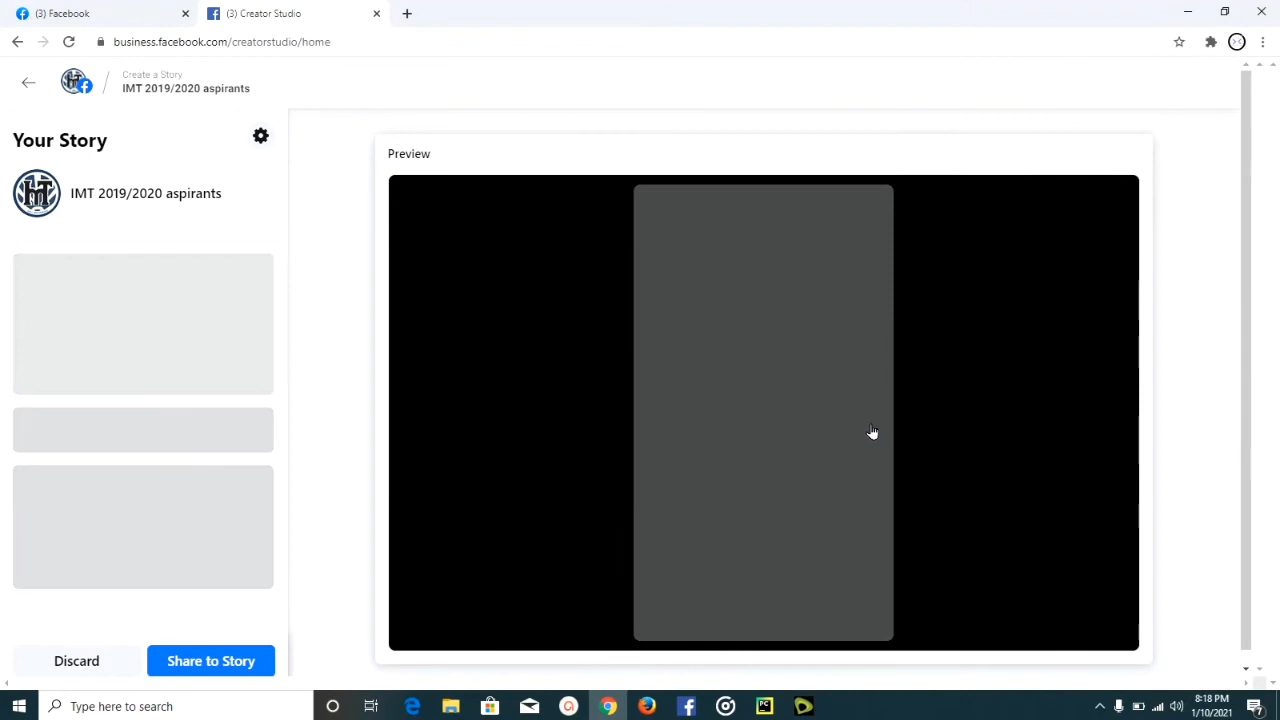 (3) Facebook
(3) Creator Studio
business.facebook.com/creatorstudio/home
Create a Story
IMT 2019/2020 aspirants
Your Story
IMT 2019/2020 aspirants
Preview
Discard
Share to Story
Type here to search
8:18 PM
1/10/2021